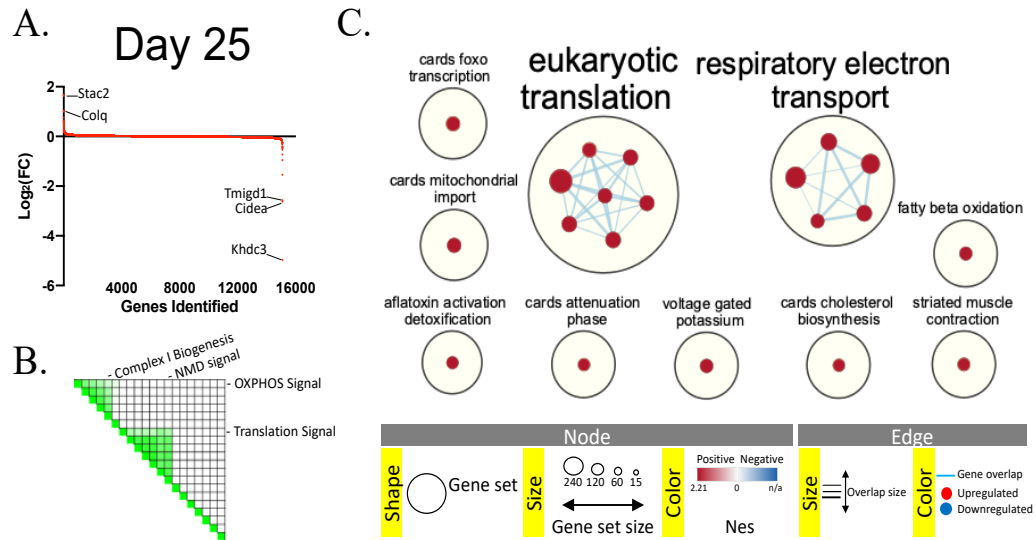 A.
Day 25
Log₂(FC)
2
0
-2
-4
-6
Stac2
Colq
Tmigd1
Cidea
Khdc3
4000
8000
12000
16000
Genes Identified
B.
- Complex I Biogenesis
- NMD signal
- OXPHOS Signal
- Translation Signal
C.
cards foxo
transcription
eukaryotic
translation
respiratory electron
transport
cards mitochondrial
import
fatty beta oxidation
aflatoxin activation
detoxification
cards attenuation
phase
voltage gated
potassium
cards cholesterol
biosynthesis
striated muscle
contraction
Node
Edge
Shape
Gene set
Size
240 120 60 15
Gene set size
Color
Positive Negative
2.21 0 n/a
Nes
Size
Overlap size
Color
Gene overlap
Upregulated
Downregulated